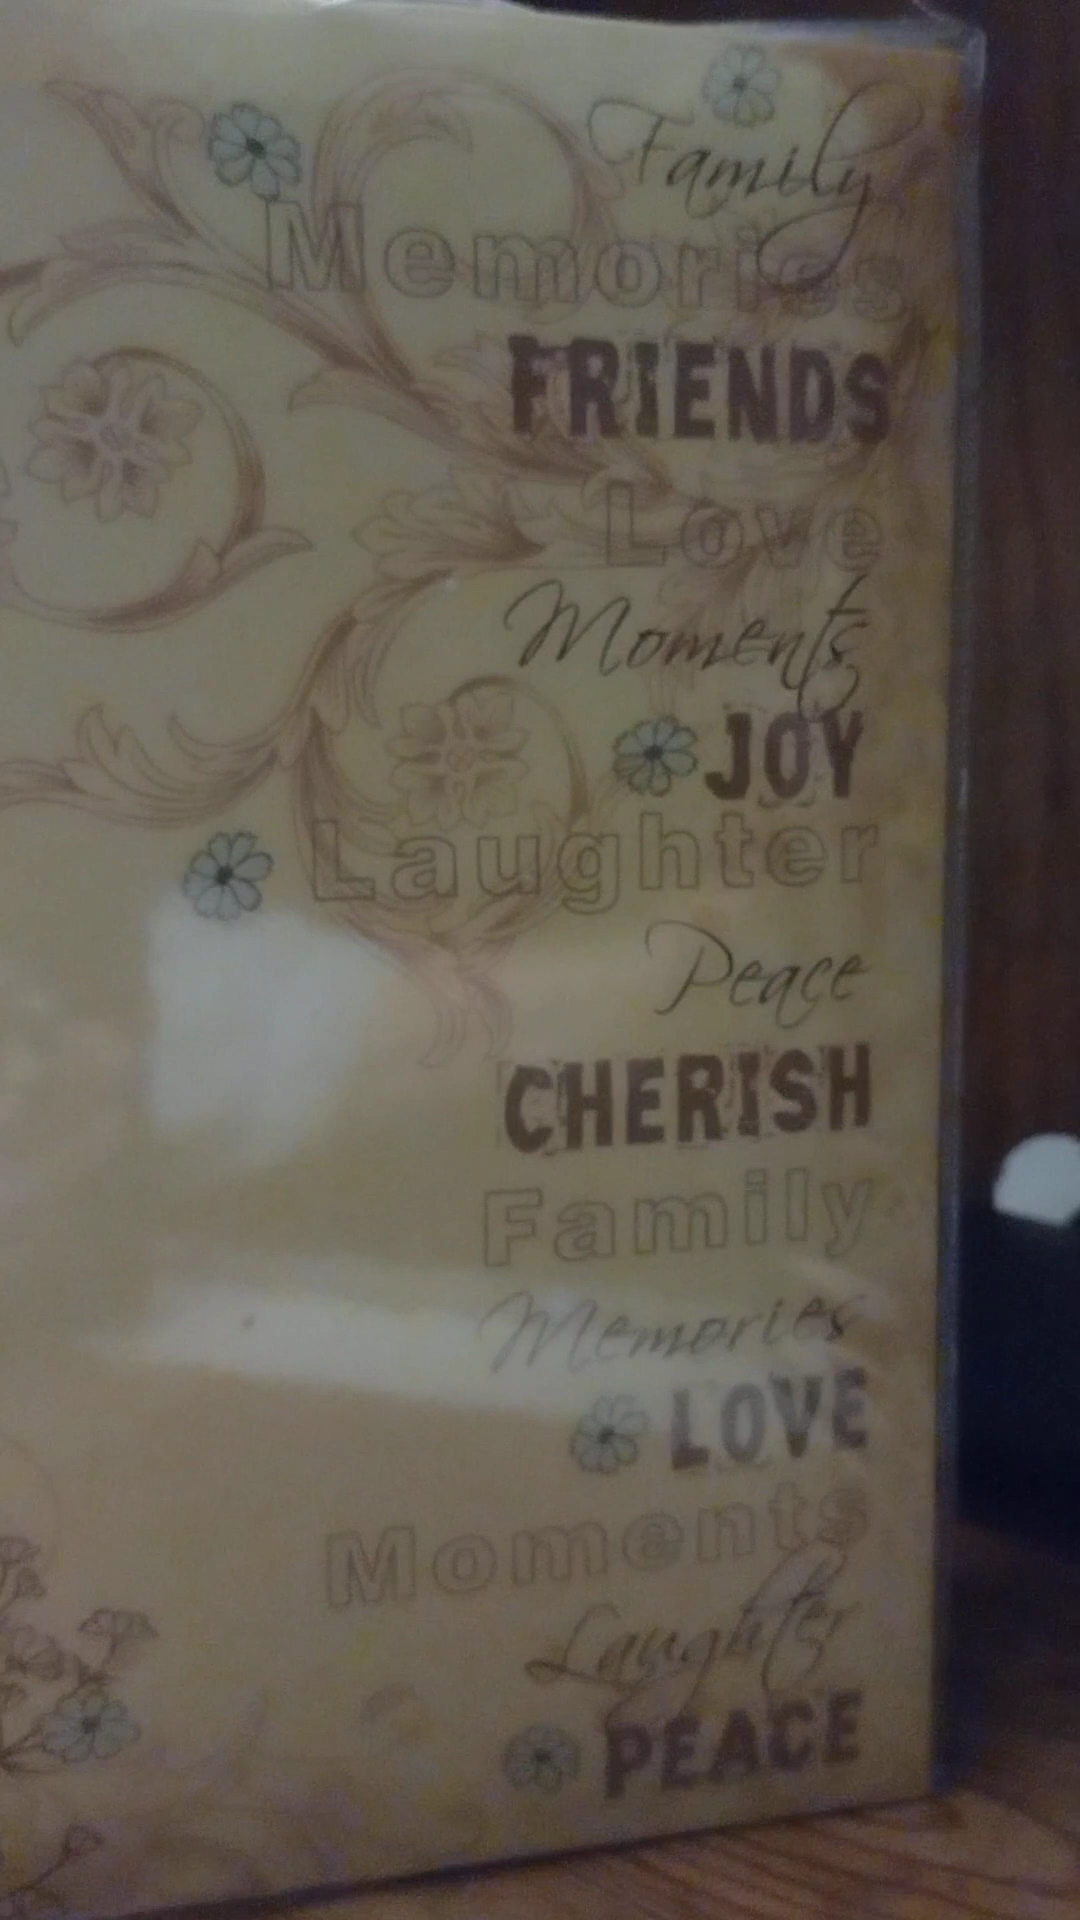 Family
Memories
FRIENDS
Love
Moments
JOY
Laughter
Peace
CHERISH
Family
Memories
LOVE
Moments
Laughter
PEACE